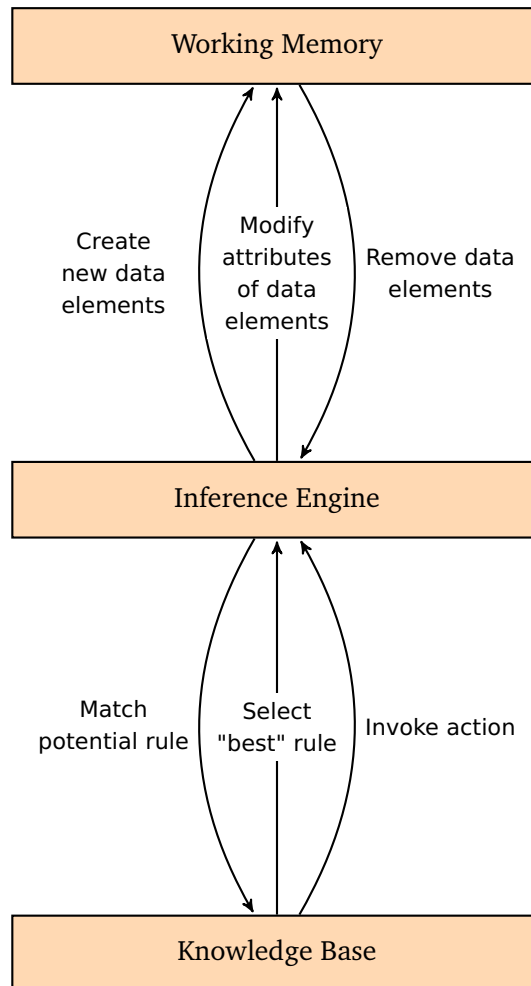 Working Memory
Create
new data
elements
Modify
attributes
of data
elements
Remove data
elements
Inference Engine
Match
potential rule
Select
"best" rule
Invoke action
Knowledge Base